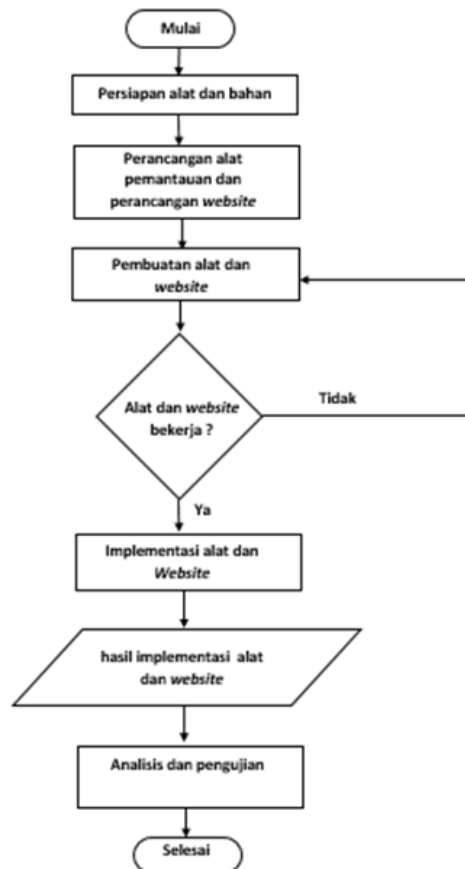 Mulai
Persiapan alat dan bahan
Perancangan alat
pemantauan dan
perancangan website
Pembuatan alat dan
website
Alat dan website
bekerja ?
Tidak
Ya
Implementasi alat dan
Website
hasil implementasi alat
dan website
Analisis dan pengujian
Selesai